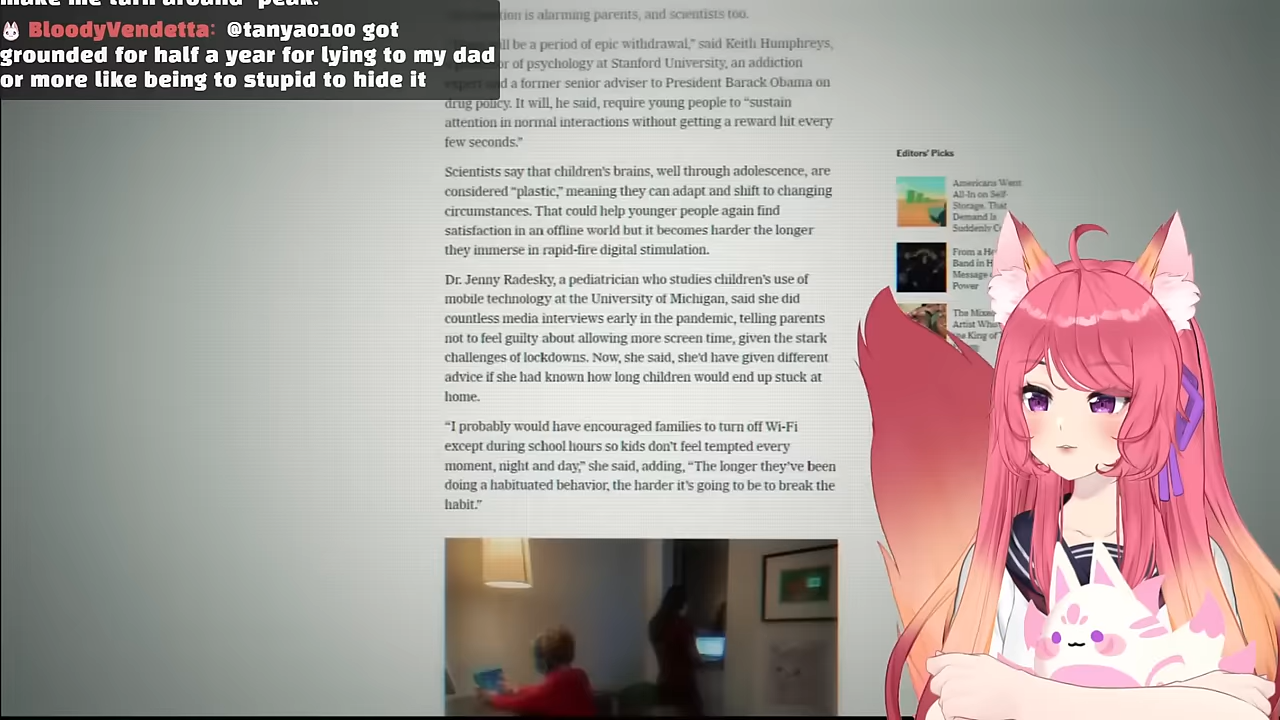 make me turn around" peak.
BloodyVendetta: @tanya0100 got
grounded for half a year for lying to my dad
or more like being to stupid to hide it
is alarming parents, and scientists too.
be a period of epic withdrawal,” said Keith Humphreys,
of psychology at Stanford University, an addiction
a former senior adviser to President Barack Obama on
drug policy. It will, he said, require young people to “sustain
attention in normal interactions without getting a reward hit every
few seconds.”
Scientists say that children’s brains, well through adolescence, are
considered “plastic,” meaning they can adapt and shift to changing
circumstances. That could help younger people again find
satisfaction in an offline world but it becomes harder the longer
they immerse in rapid-fire digital stimulation.
Dr. Jenny Radesky, a pediatrician who studies children’s use of
mobile technology at the University of Michigan, said she did
countless media interviews early in the pandemic, telling parents
not to feel guilty about allowing more screen time, given the stark
challenges of lockdowns. Now, she said, she’d have given different
advice if she had known how long children would end up stuck at
home.
“I probably would have encouraged families to turn off Wi-Fi
except during school hours so kids don’t feel tempted every
moment, night and day,” she said, adding, “The longer they’ve been
doing a habituated behavior, the harder it’s going to be to break the
habit.”
Editors’ Picks
Americans Went
All-In on Self-
Storage. That
Demand Is
Suddenly
From a
Band in
Message
Power
The
Artist
King of